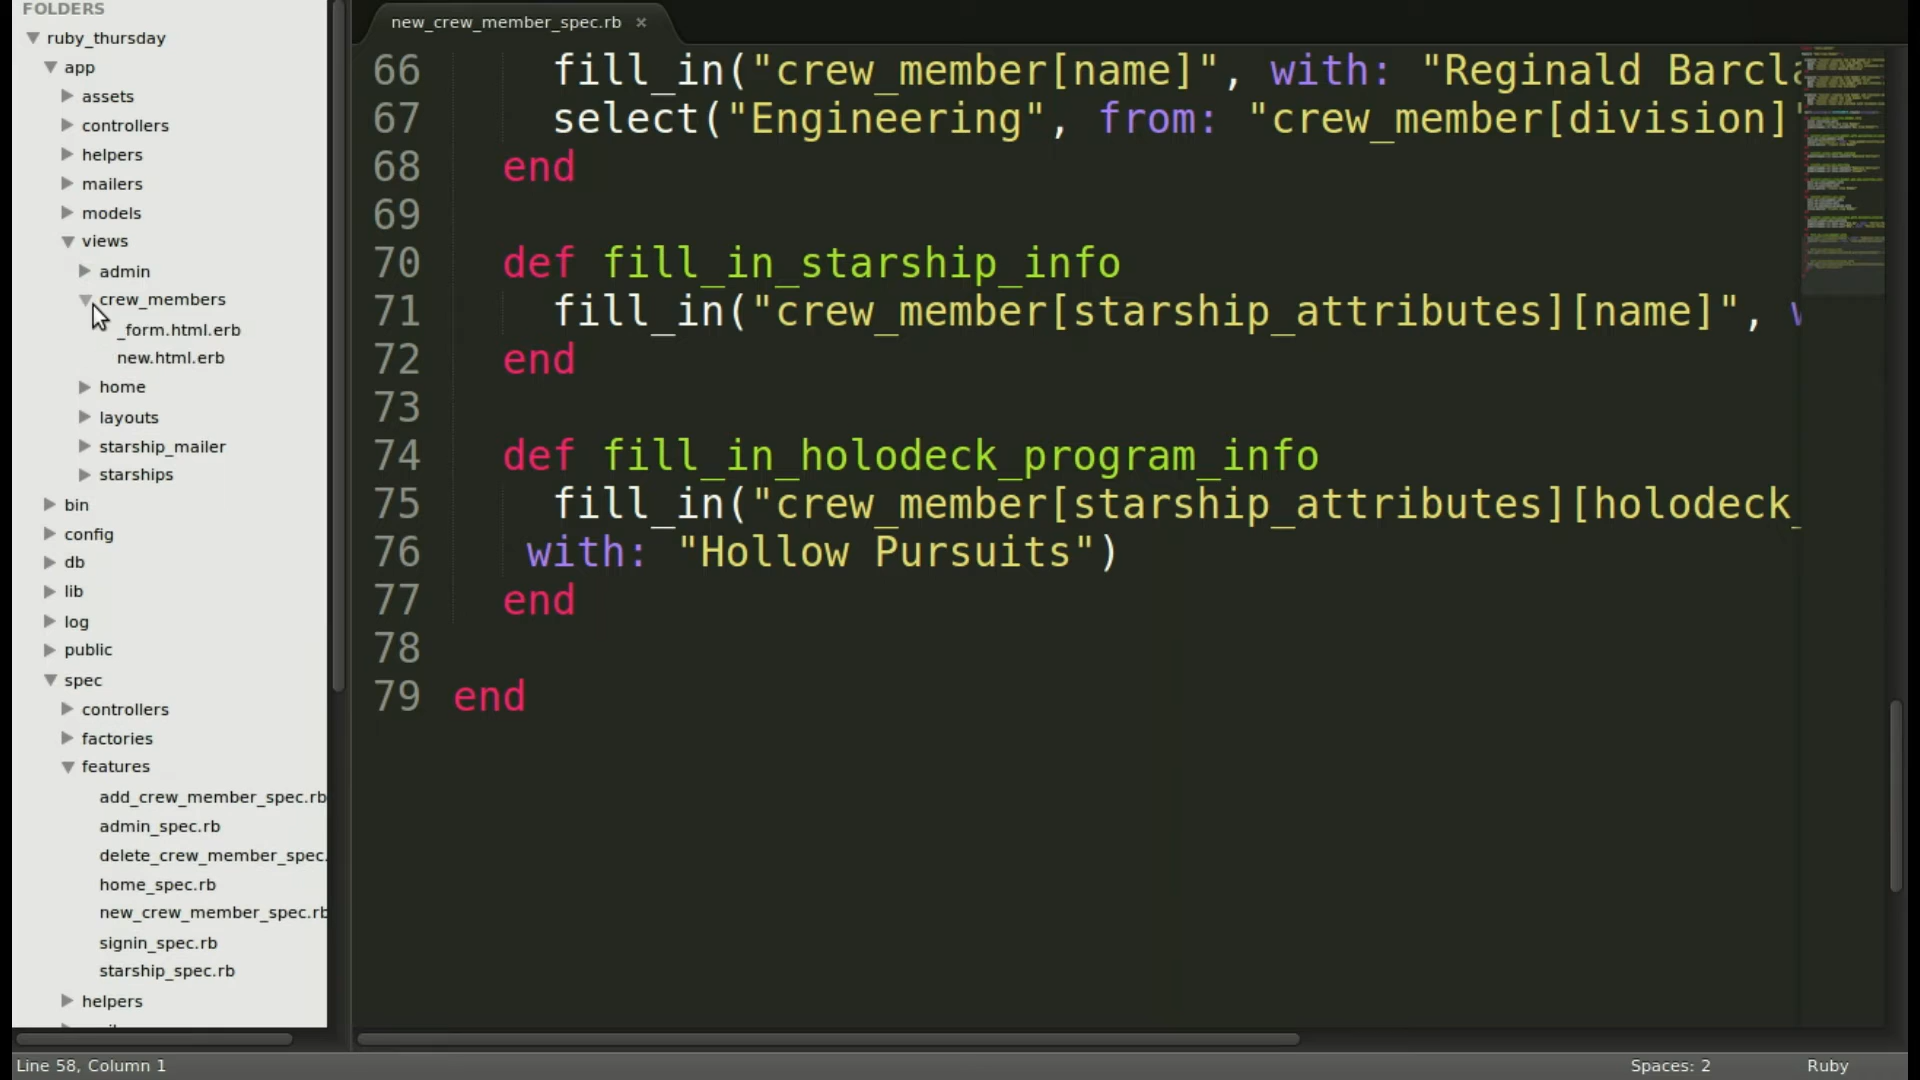 FOLDERS
ruby_thursday
app
assets
controllers
helpers
mailers
models
views
admin
crew_members
_form.html.erb
new.html.erb
home
layouts
starship_mailer
starships
bin
config
db
lib
log
public
spec
controllers
factories
features
add_crew_member_spec.rb
admin_spec.rb
delete_crew_member_spec.
home_spec.rb
new_crew_member_spec.rb
signin_spec.rb
starship_spec.rb
helpers
new_crew_member_spec.rb ×
66 fill_in("crew_member[name]", with: "Reginald Barcla
67 select("Engineering", from: "crew_member[division]"
68 end
69
70 def fill_in_starship_info
71 fill_in("crew_member[starship_attributes][name]", w
72 end
73
74 def fill_in_holodeck_program_info
75 fill_in("crew_member[starship_attributes][holodeck_
76 with: "Hollow Pursuits")
77 end
78
79 end
Line 58, Column 1
Spaces: 2
Ruby